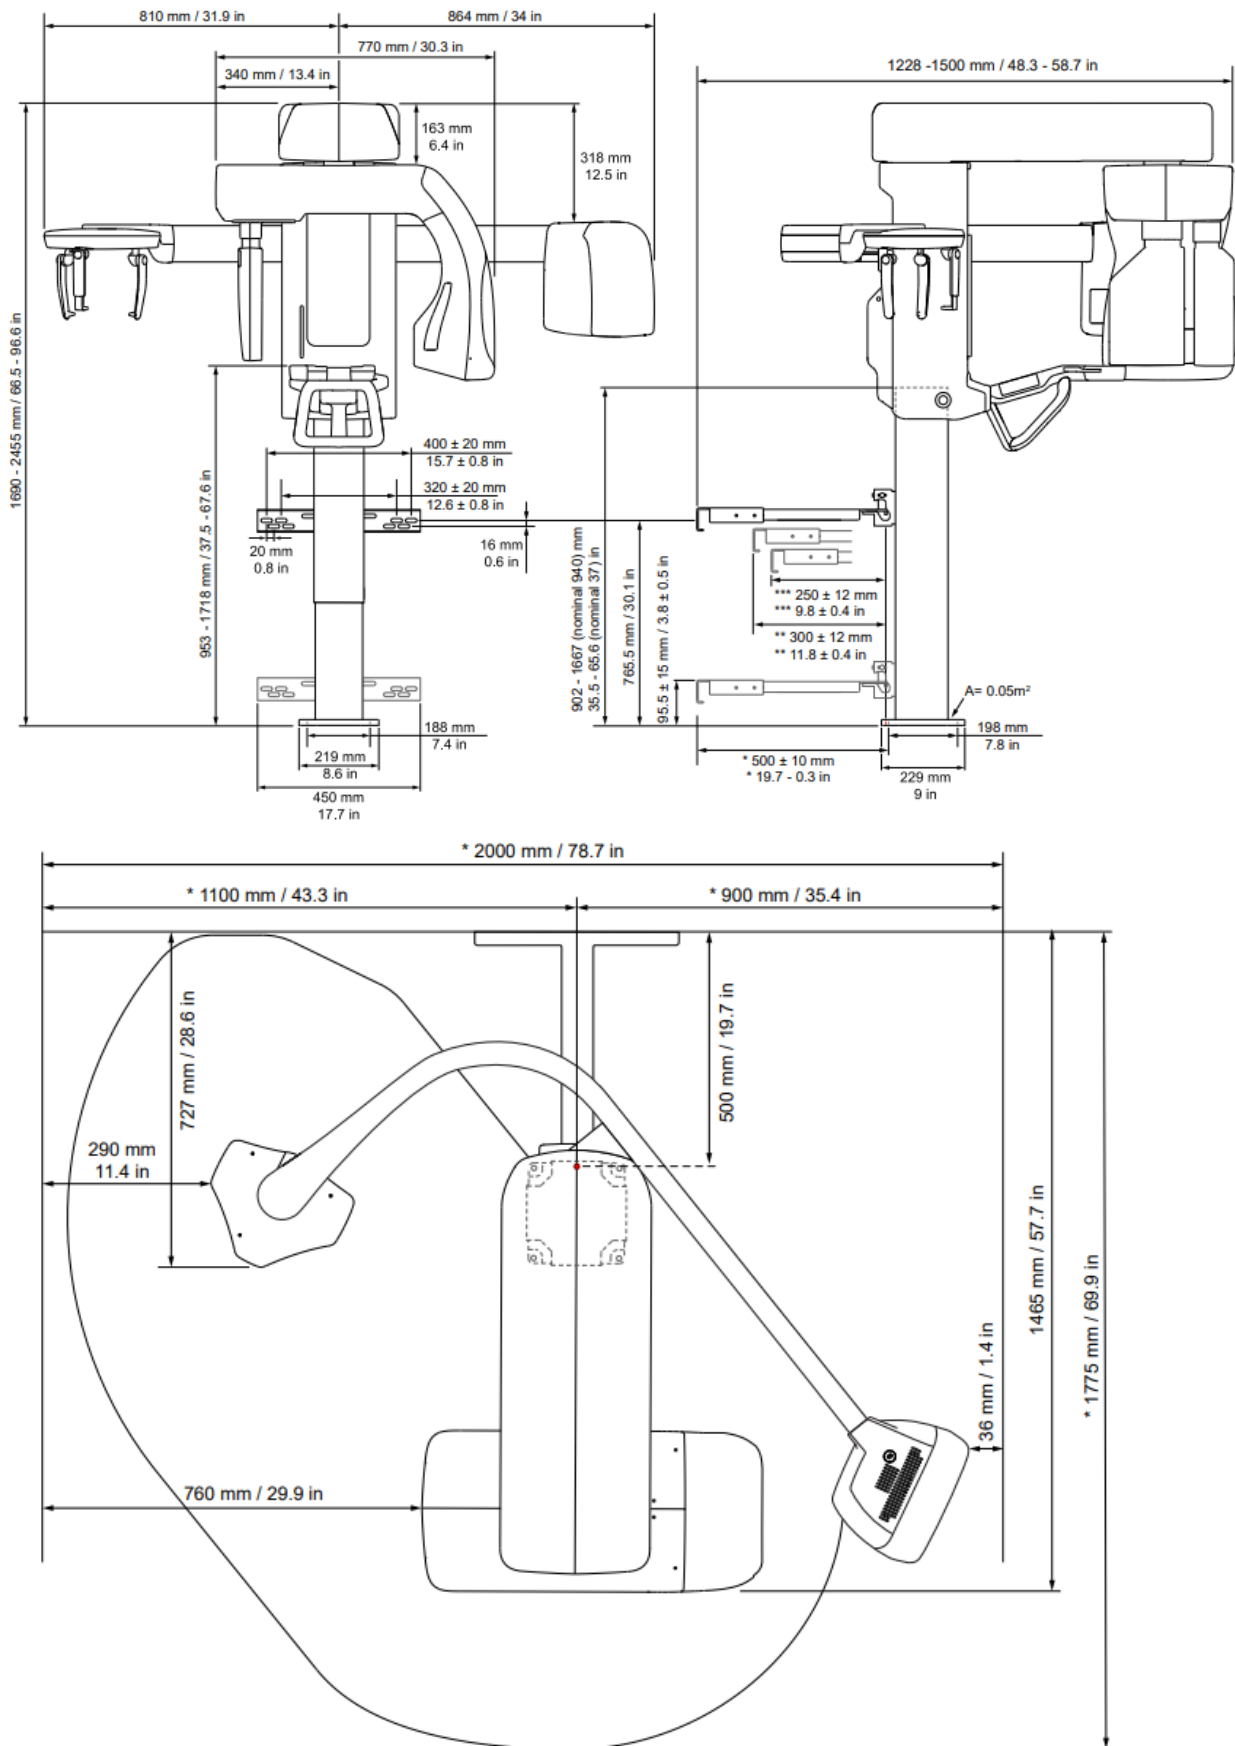 810 mm / 31.9 in
864 mm / 34 in
770 mm / 30.3 in
340 mm / 13.4 in
163 mm
6.4 in
318 mm
12.5 in
1690 - 2455 mm / 66.5 - 96.6 in
953 - 1718 mm / 37.5 - 67.6 in
400 ± 20 mm
15.7 ± 0.8 in
320 ± 20 mm
12.6 ± 0.8 in
20 mm
0.8 in
16 mm
0.6 in
188 mm
7.4 in
219 mm
8.6 in
450 mm
17.7 in
1228 -1500 mm / 48.3 - 58.7 in
902 - 1667 (nominal 940) mm
35.5 - 65.6 (nominal 37) in
765.5 mm / 30.1 in
95.5 ± 15 mm / 3.8 ± 0.5 in
*** 250 ± 12 mm
*** 9.8 ± 0.4 in
** 300 ± 12 mm
** 11.8 ± 0.4 in
A= 0.05m²
198 mm
7.8 in
* 500 ± 10 mm
* 19.7 - 0.3 in
229 mm
9 in
* 2000 mm / 78.7 in
* 1100 mm / 43.3 in
* 900 mm / 35.4 in
727 mm / 28.6 in
500 mm / 19.7 in
290 mm
11.4 in
1465 mm / 57.7 in
* 1775 mm / 69.9 in
36 mm / 1.4 in
760 mm / 29.9 in